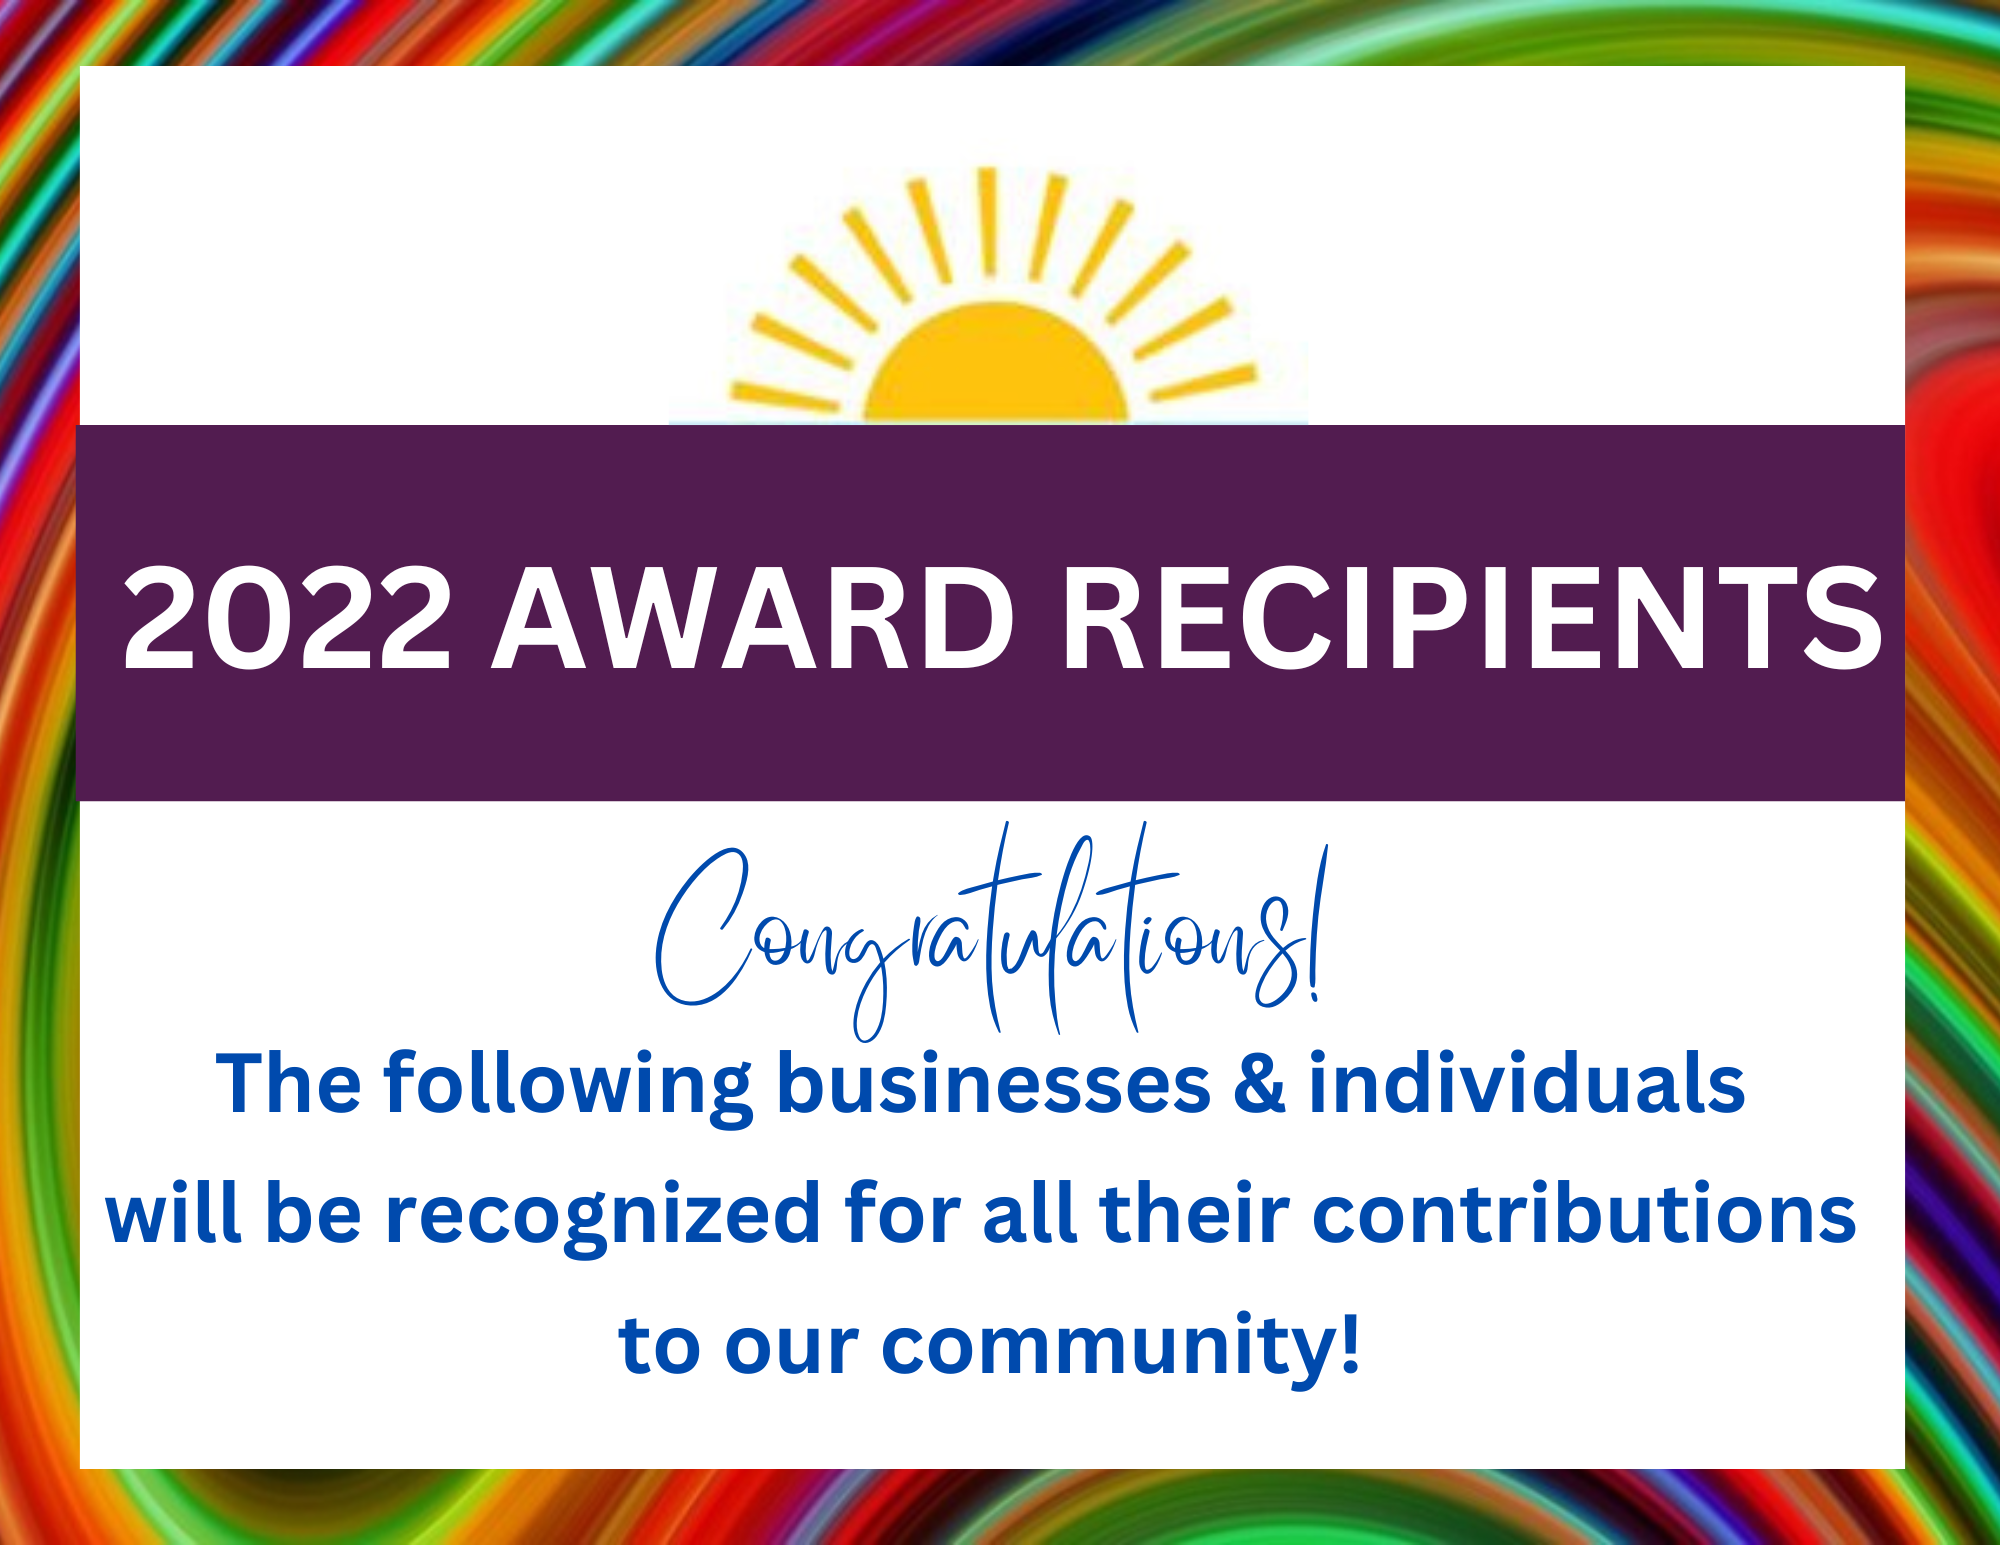 2022 AWARD RECIPIENTS
Congratulations!
The following businesses & individuals
will be recognized for all their contributions
to our community!